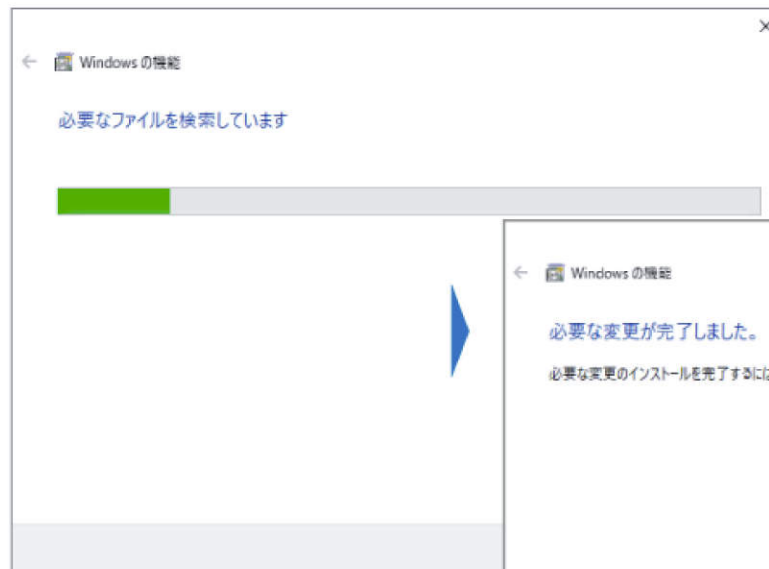 Windows の機能
必要なファイルを検索しています
Windows の機能
必要な変更が完了しました。
必要な変更のインストールを完了するには